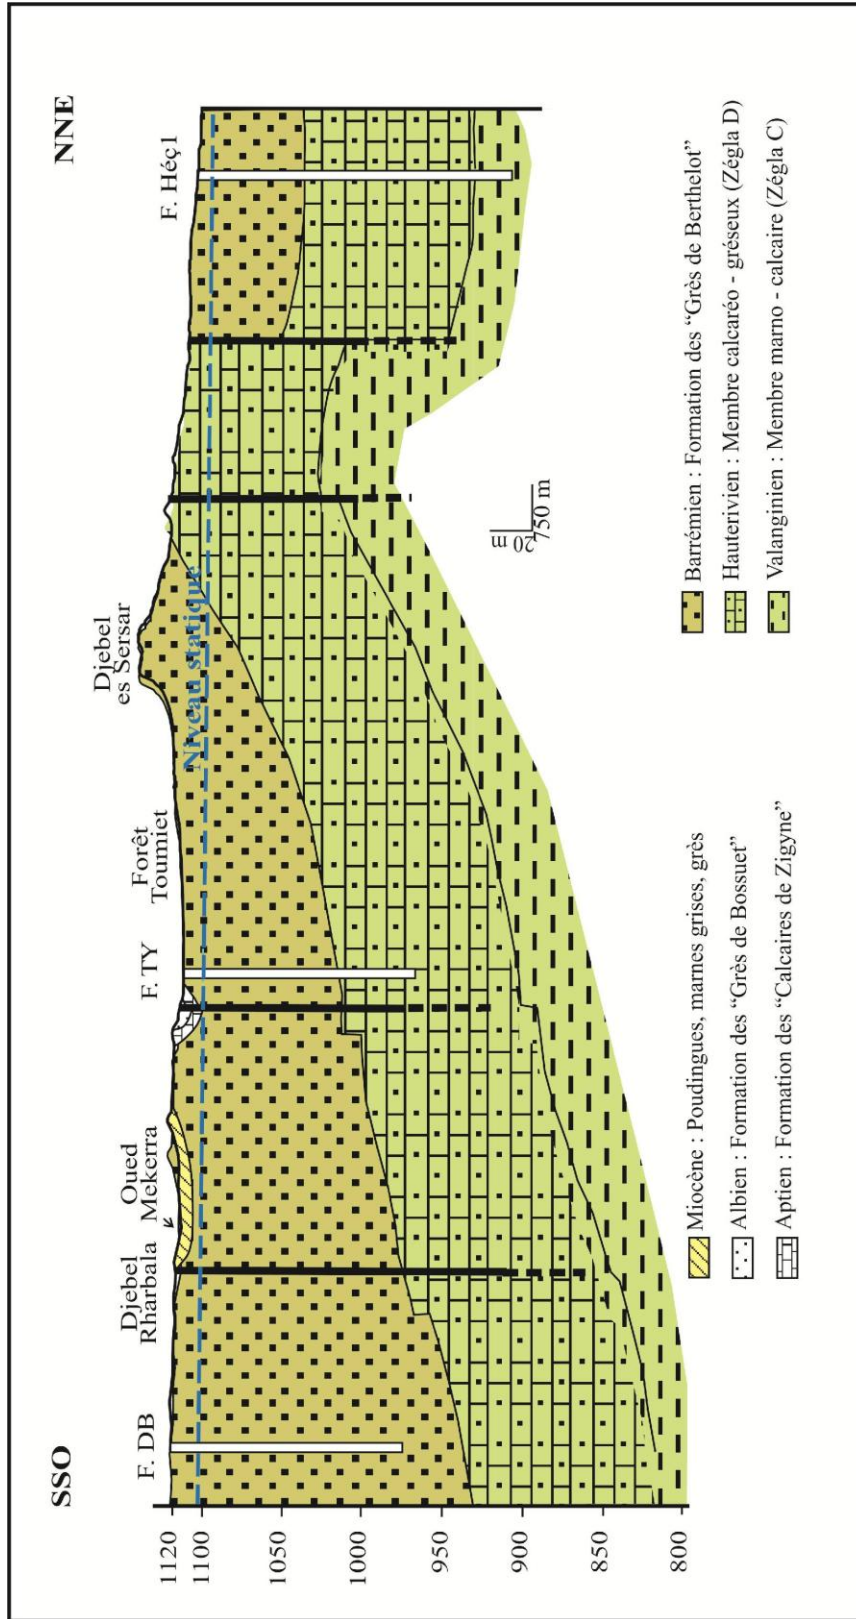 SSO
NNE
F. DB
Djebel
Rharbala
Oued
Mekerra
F. TY
Forêt
Toumiet
Djebel
es Sersar
F. Héç1
Niveau statique
1120
1100
1050
1000
950
900
850
800
20 m
750 m
Miocène : Poudingues, marnes grises, grès
Albien : Formation des “Grès de Bossuet”
Aptien : Formation des “Calcaires de Zigyne”
Barrémien : Formation des “Grès de Berthelot”
Hauterivien : Membre calcaréo - gréseux (Zégla D)
Valanginien : Membre marno - calcaire (Zégla C)